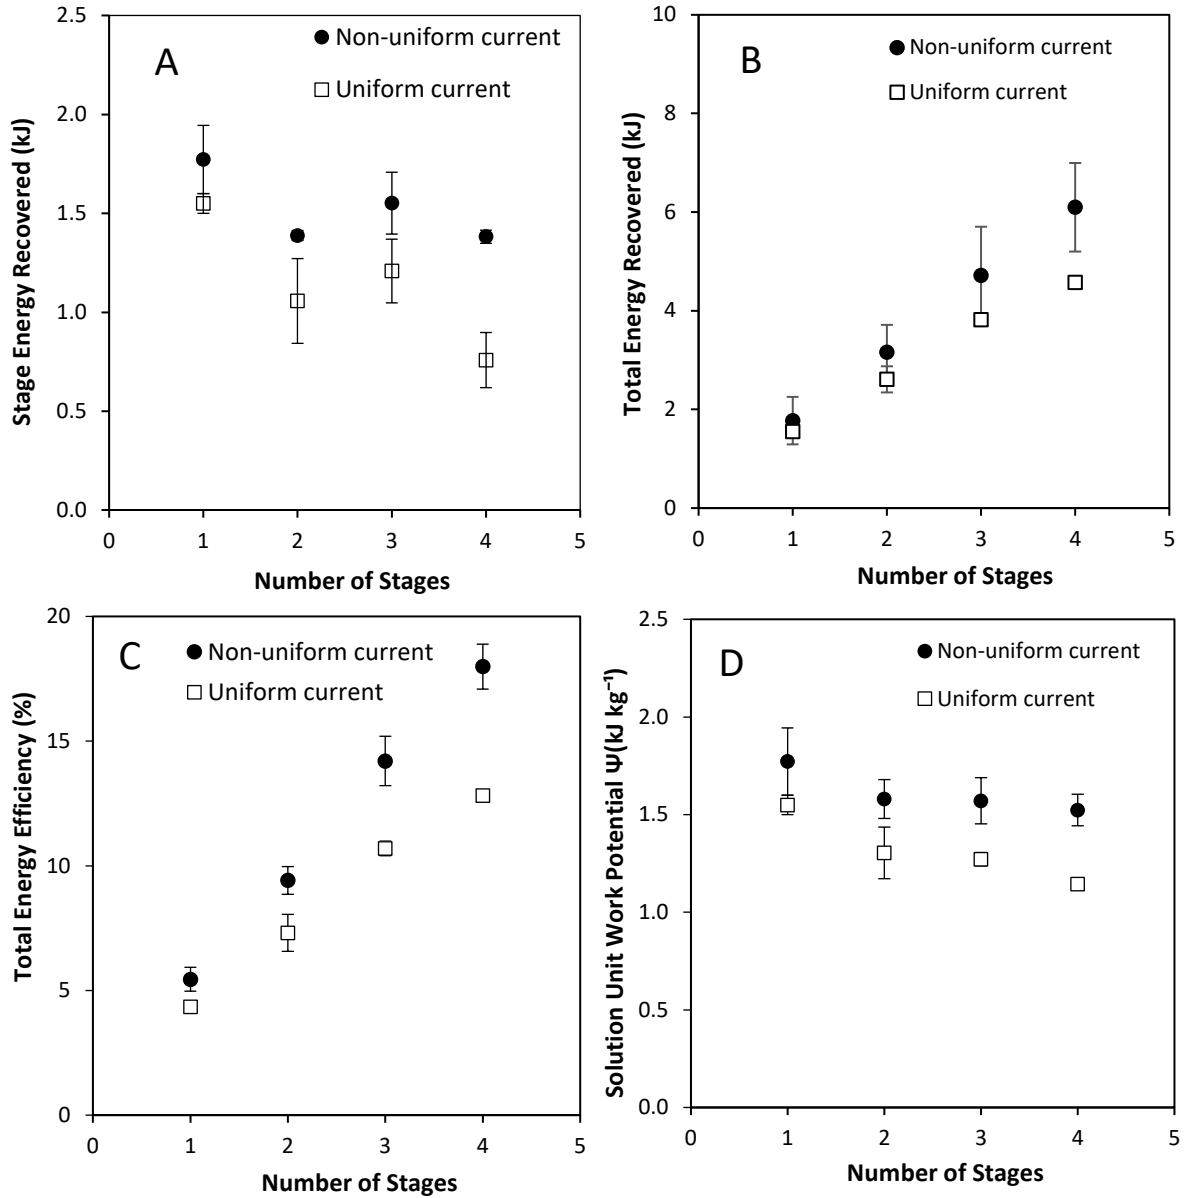 A
Non-uniform current
Uniform current
Stage Energy Recovered (kJ)
2.5
2.0
1.5
1.0
0.5
0.0
0 1 2 3 4 5
Number of Stages
B
Non-uniform current
Uniform current
Total Energy Recovered (kJ)
10
8
6
4
2
0
0 1 2 3 4 5
Number of Stages
C
Non-uniform current
Uniform current
Total Energy Efficiency (%)
20
15
10
5
0
0 1 2 3 4 5
Number of Stages
D
Non-uniform current
Uniform current
Solution Unit Work Potential Ψ(kJ kg⁻¹)
2.5
2.0
1.5
1.0
0.5
0.0
0 1 2 3 4 5
Number of Stages